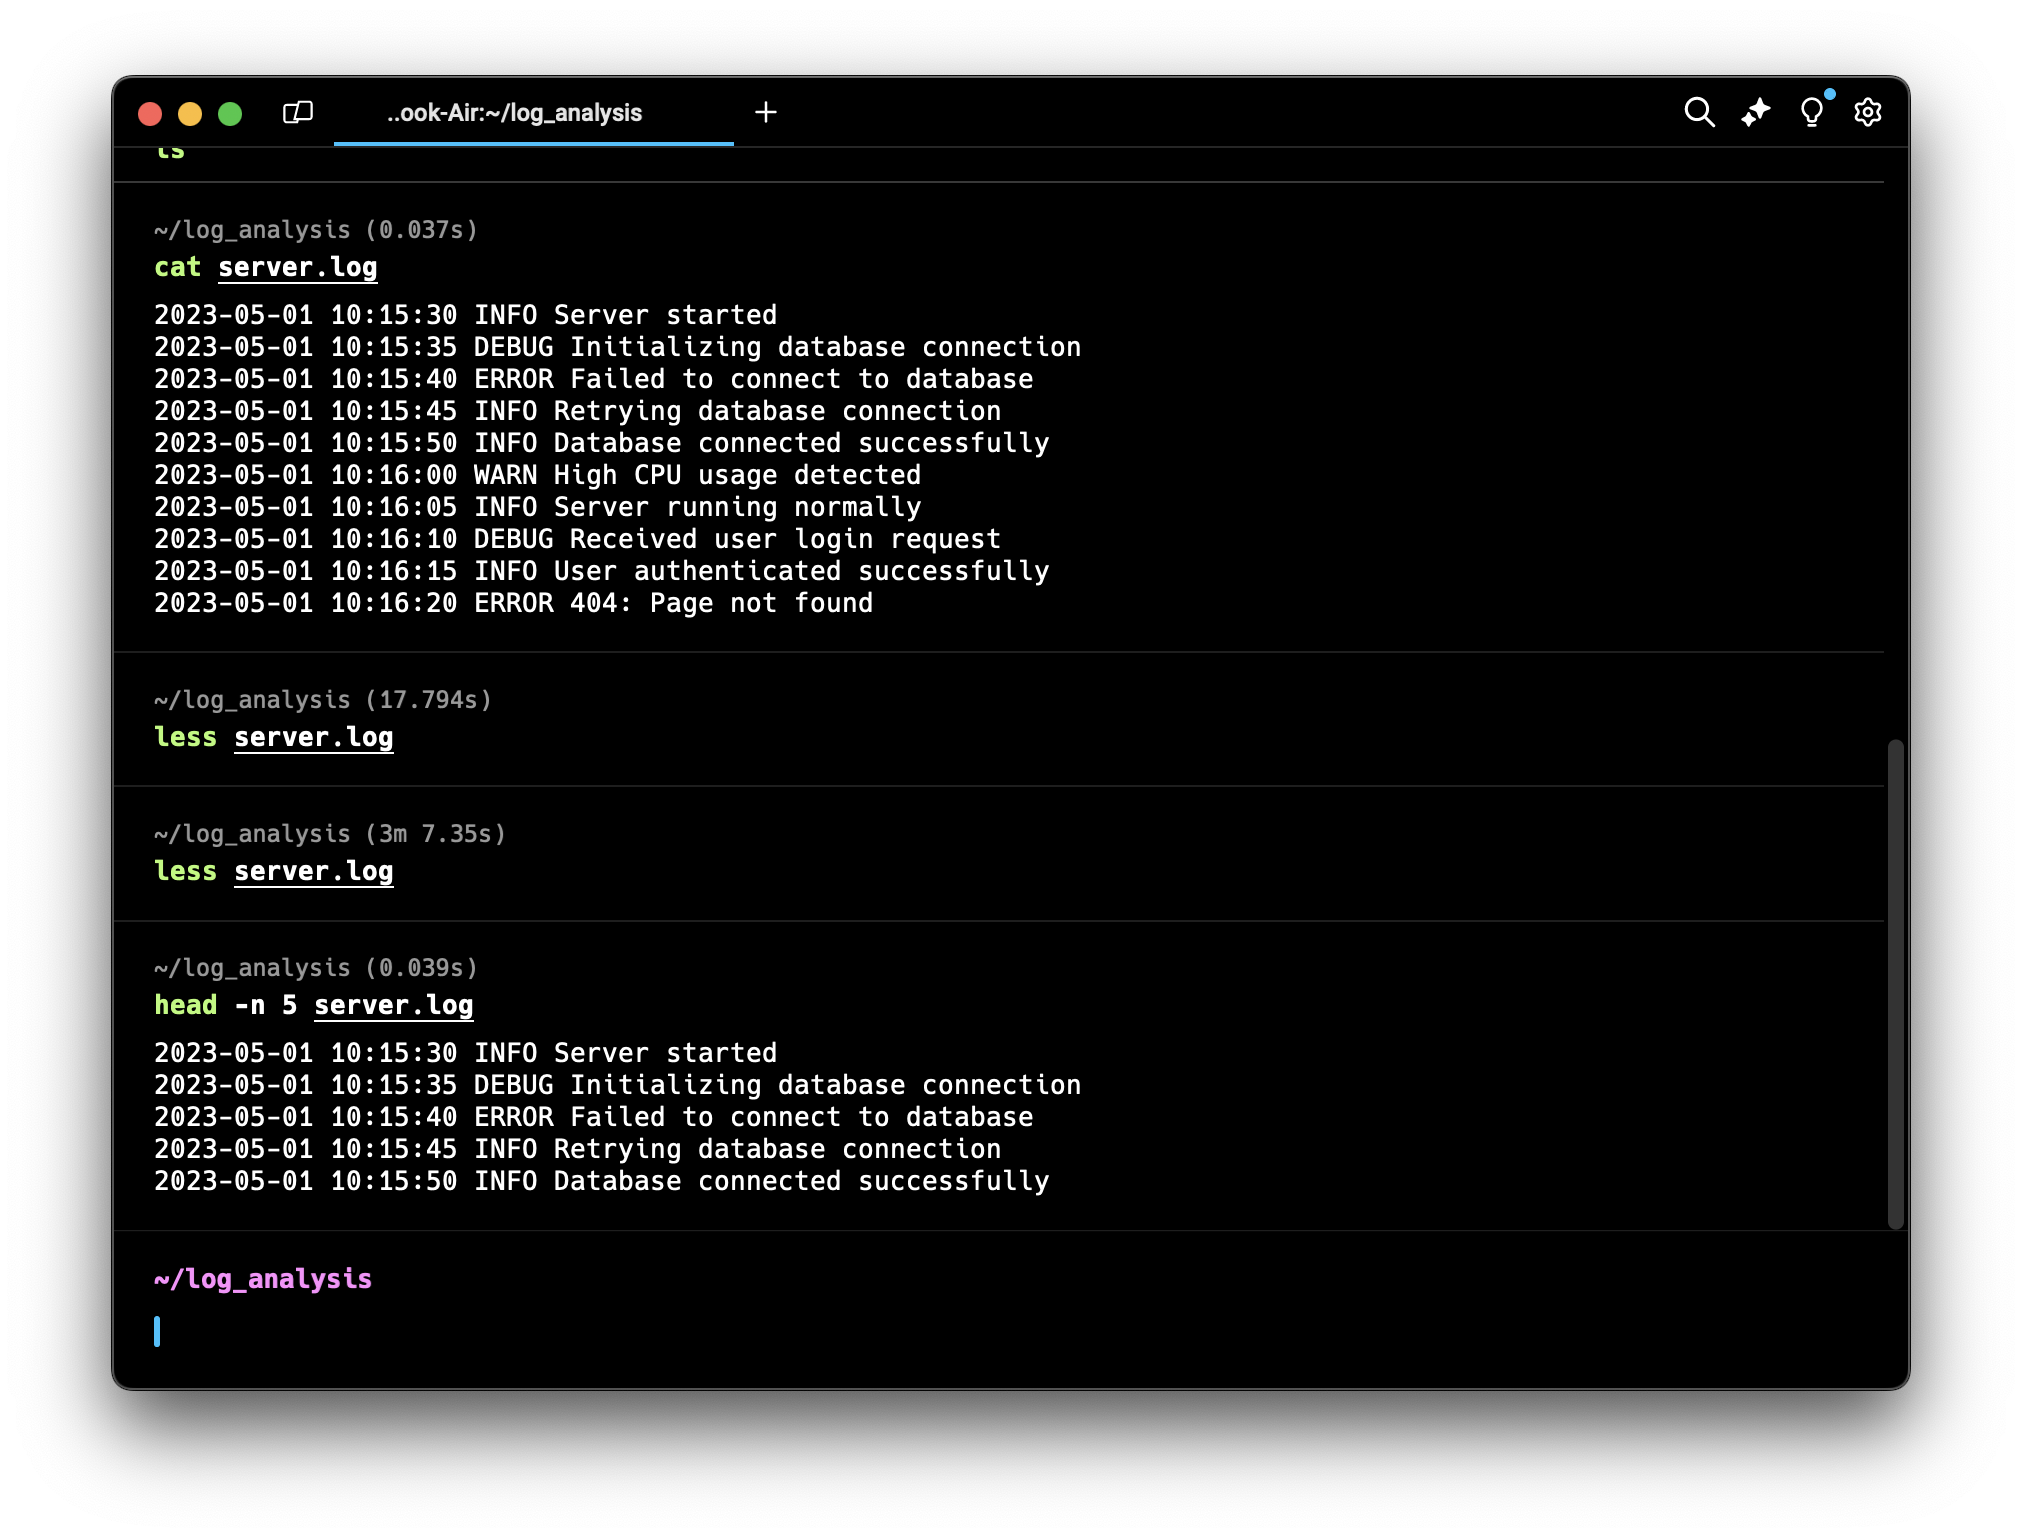 ..ook-Air:~/log_analysis
ls
~/log_analysis (0.037s)
cat server.log
2023-05-01 10:15:30 INFO Server started
2023-05-01 10:15:35 DEBUG Initializing database connection
2023-05-01 10:15:40 ERROR Failed to connect to database
2023-05-01 10:15:45 INFO Retrying database connection
2023-05-01 10:15:50 INFO Database connected successfully
2023-05-01 10:16:00 WARN High CPU usage detected
2023-05-01 10:16:05 INFO Server running normally
2023-05-01 10:16:10 DEBUG Received user login request
2023-05-01 10:16:15 INFO User authenticated successfully
2023-05-01 10:16:20 ERROR 404: Page not found
~/log_analysis (17.794s)
less server.log
~/log_analysis (3m 7.35s)
less server.log
~/log_analysis (0.039s)
head -n 5 server.log
2023-05-01 10:15:30 INFO Server started
2023-05-01 10:15:35 DEBUG Initializing database connection
2023-05-01 10:15:40 ERROR Failed to connect to database
2023-05-01 10:15:45 INFO Retrying database connection
2023-05-01 10:15:50 INFO Database connected successfully
~/log_analysis